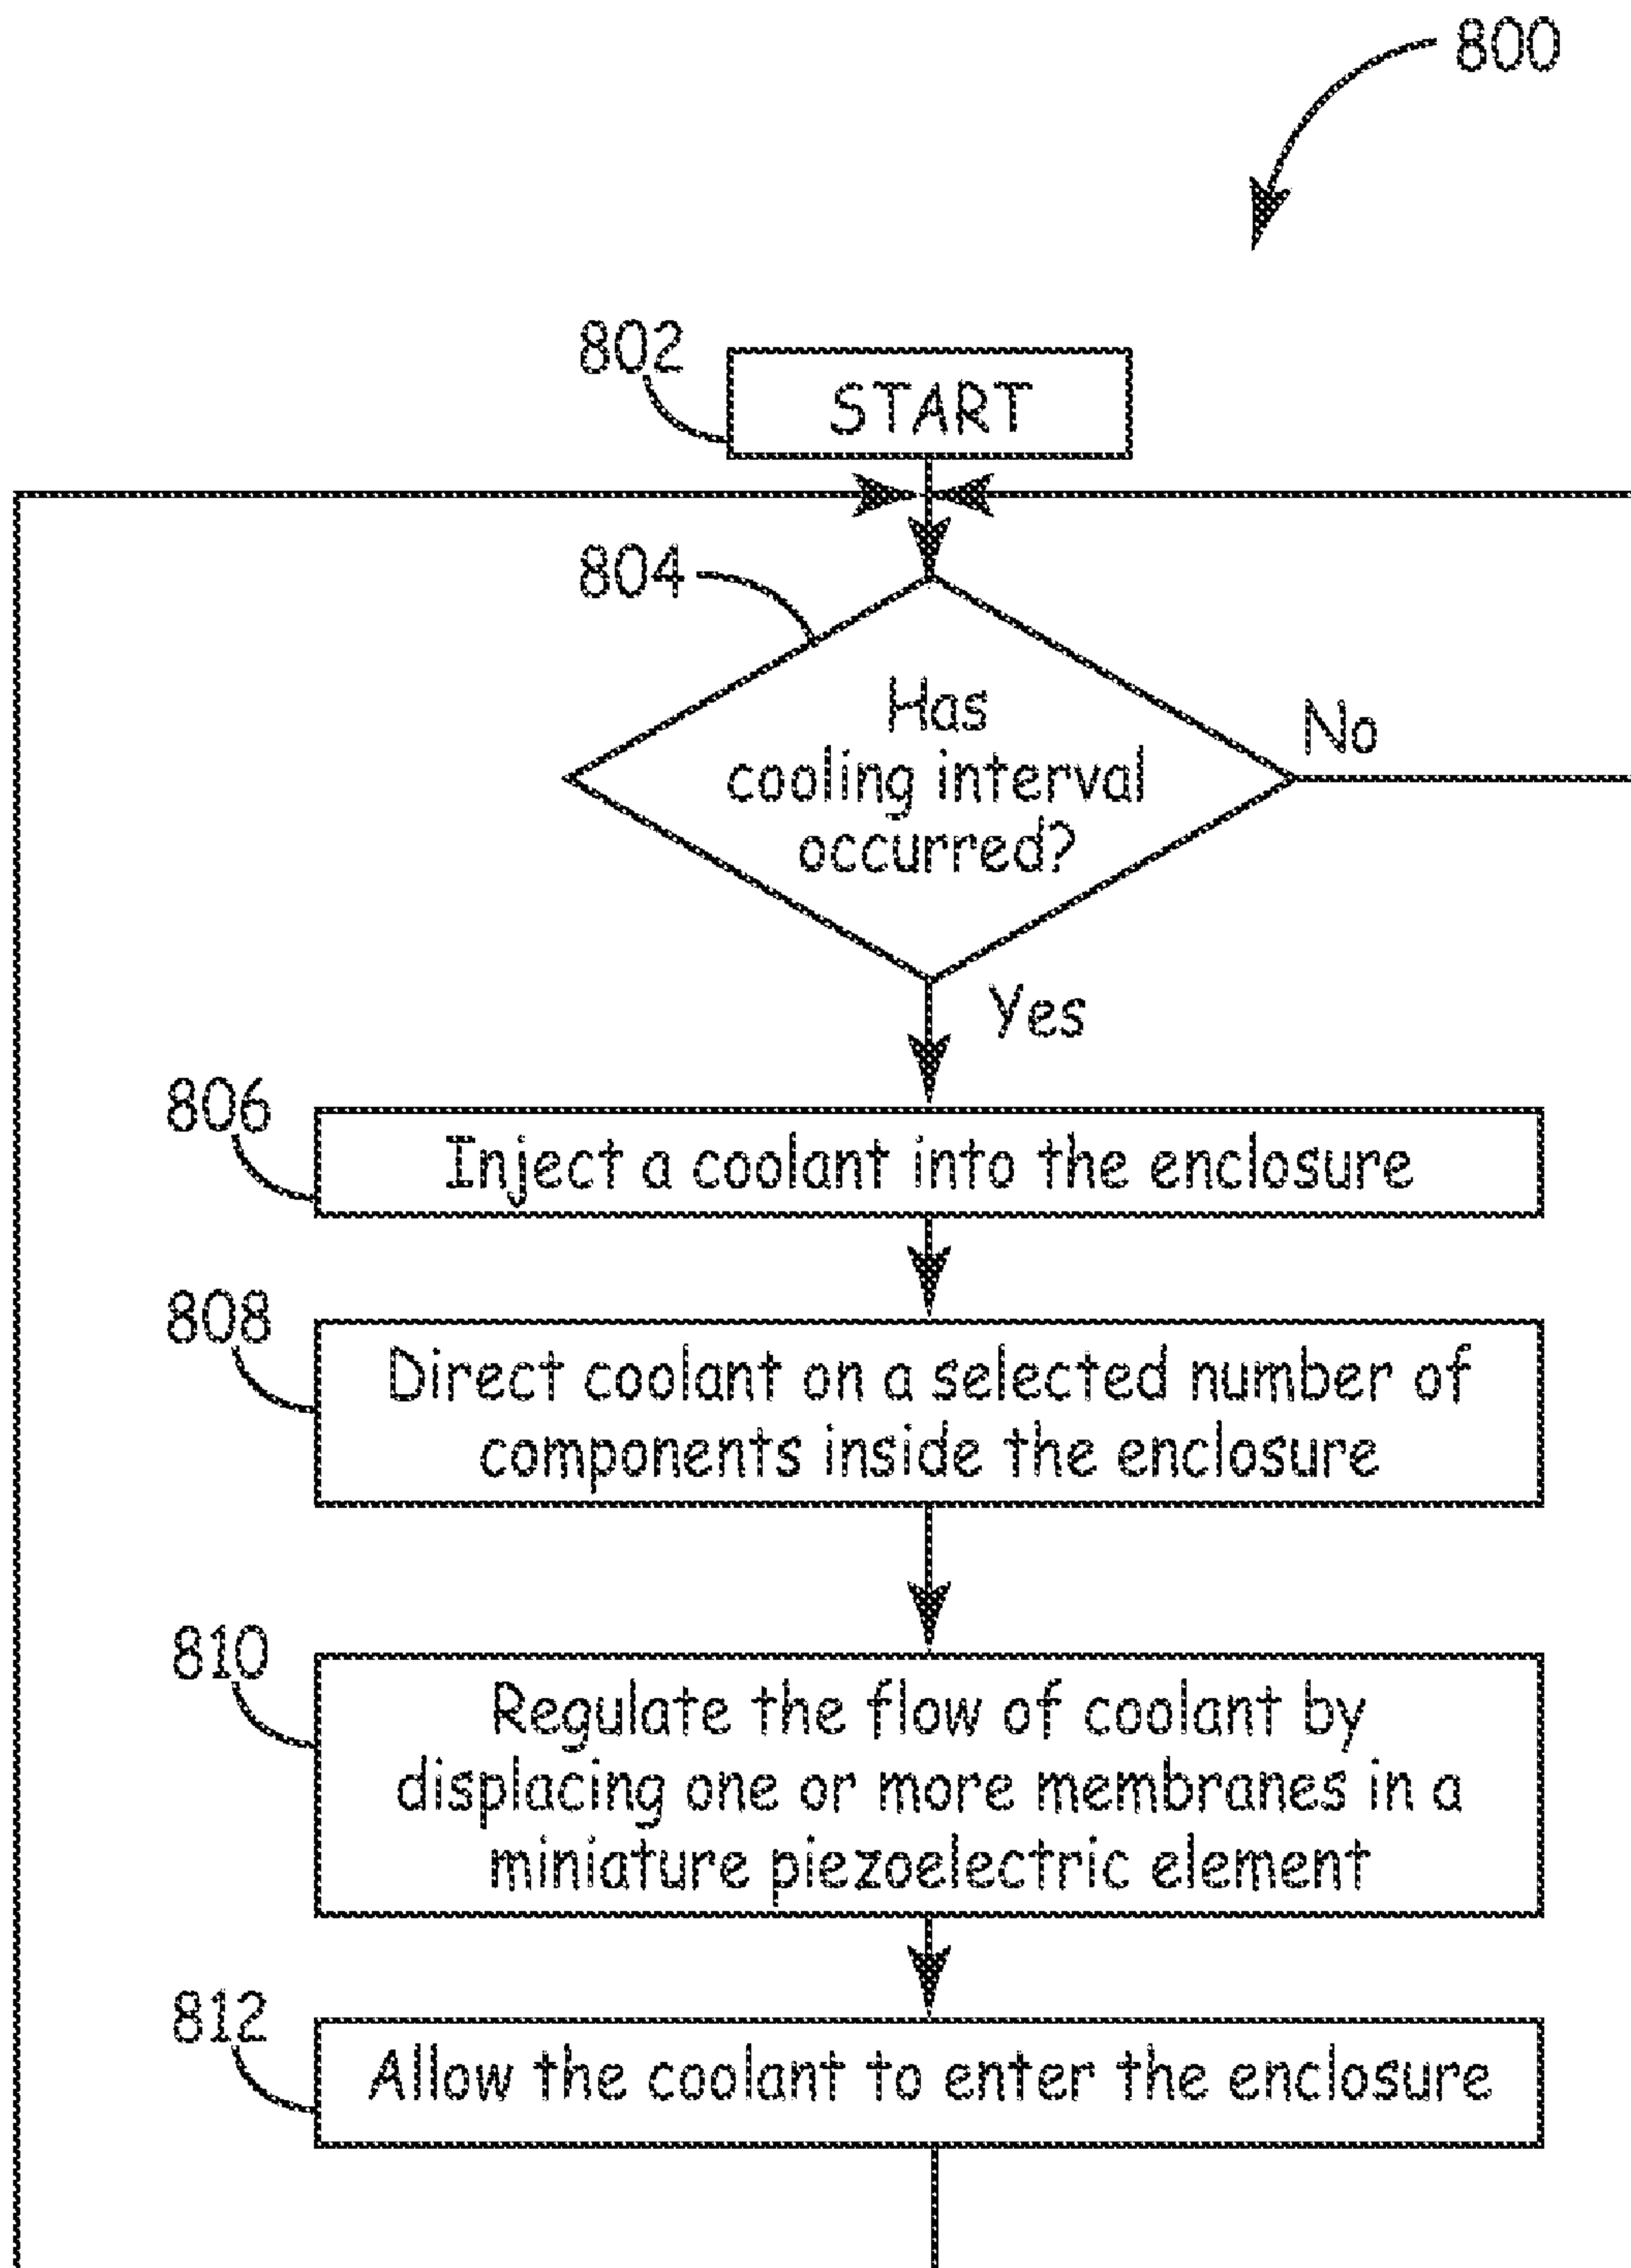 800
802
START
804
Has
cooling interval
occurred?
No
Yes
806
Inject a coolant into the enclosure
808
Direct coolant on a selected number of
components inside the enclosure
810
Regulate the flow of coolant by
displacing one or more membranes in a
miniature piezoelectric element
812
Allow the coolant to enter the enclosure